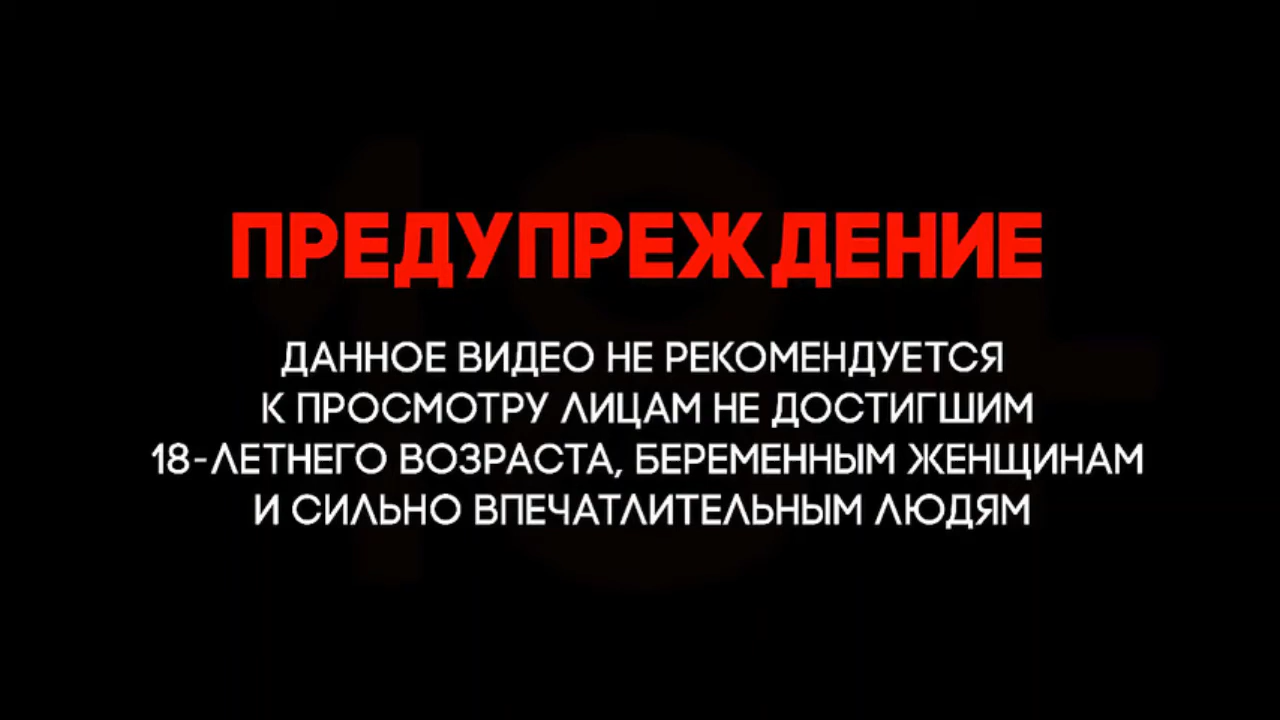 ПРЕДУПРЕЖДЕНИЕ
ДАННОЕ ВИДЕО НЕ РЕКОМЕНДУЕТСЯ
К ПРОСМОТРУ ЛИЦАМ НЕ ДОСТИГШИМ
18-ЛЕТНЕГО ВОЗРАСТА, БЕРЕМЕННЫМ ЖЕНЩИНАМ
И СИЛЬНО ВПЕЧАТЛИТЕЛЬНЫМ ЛЮДЯМ